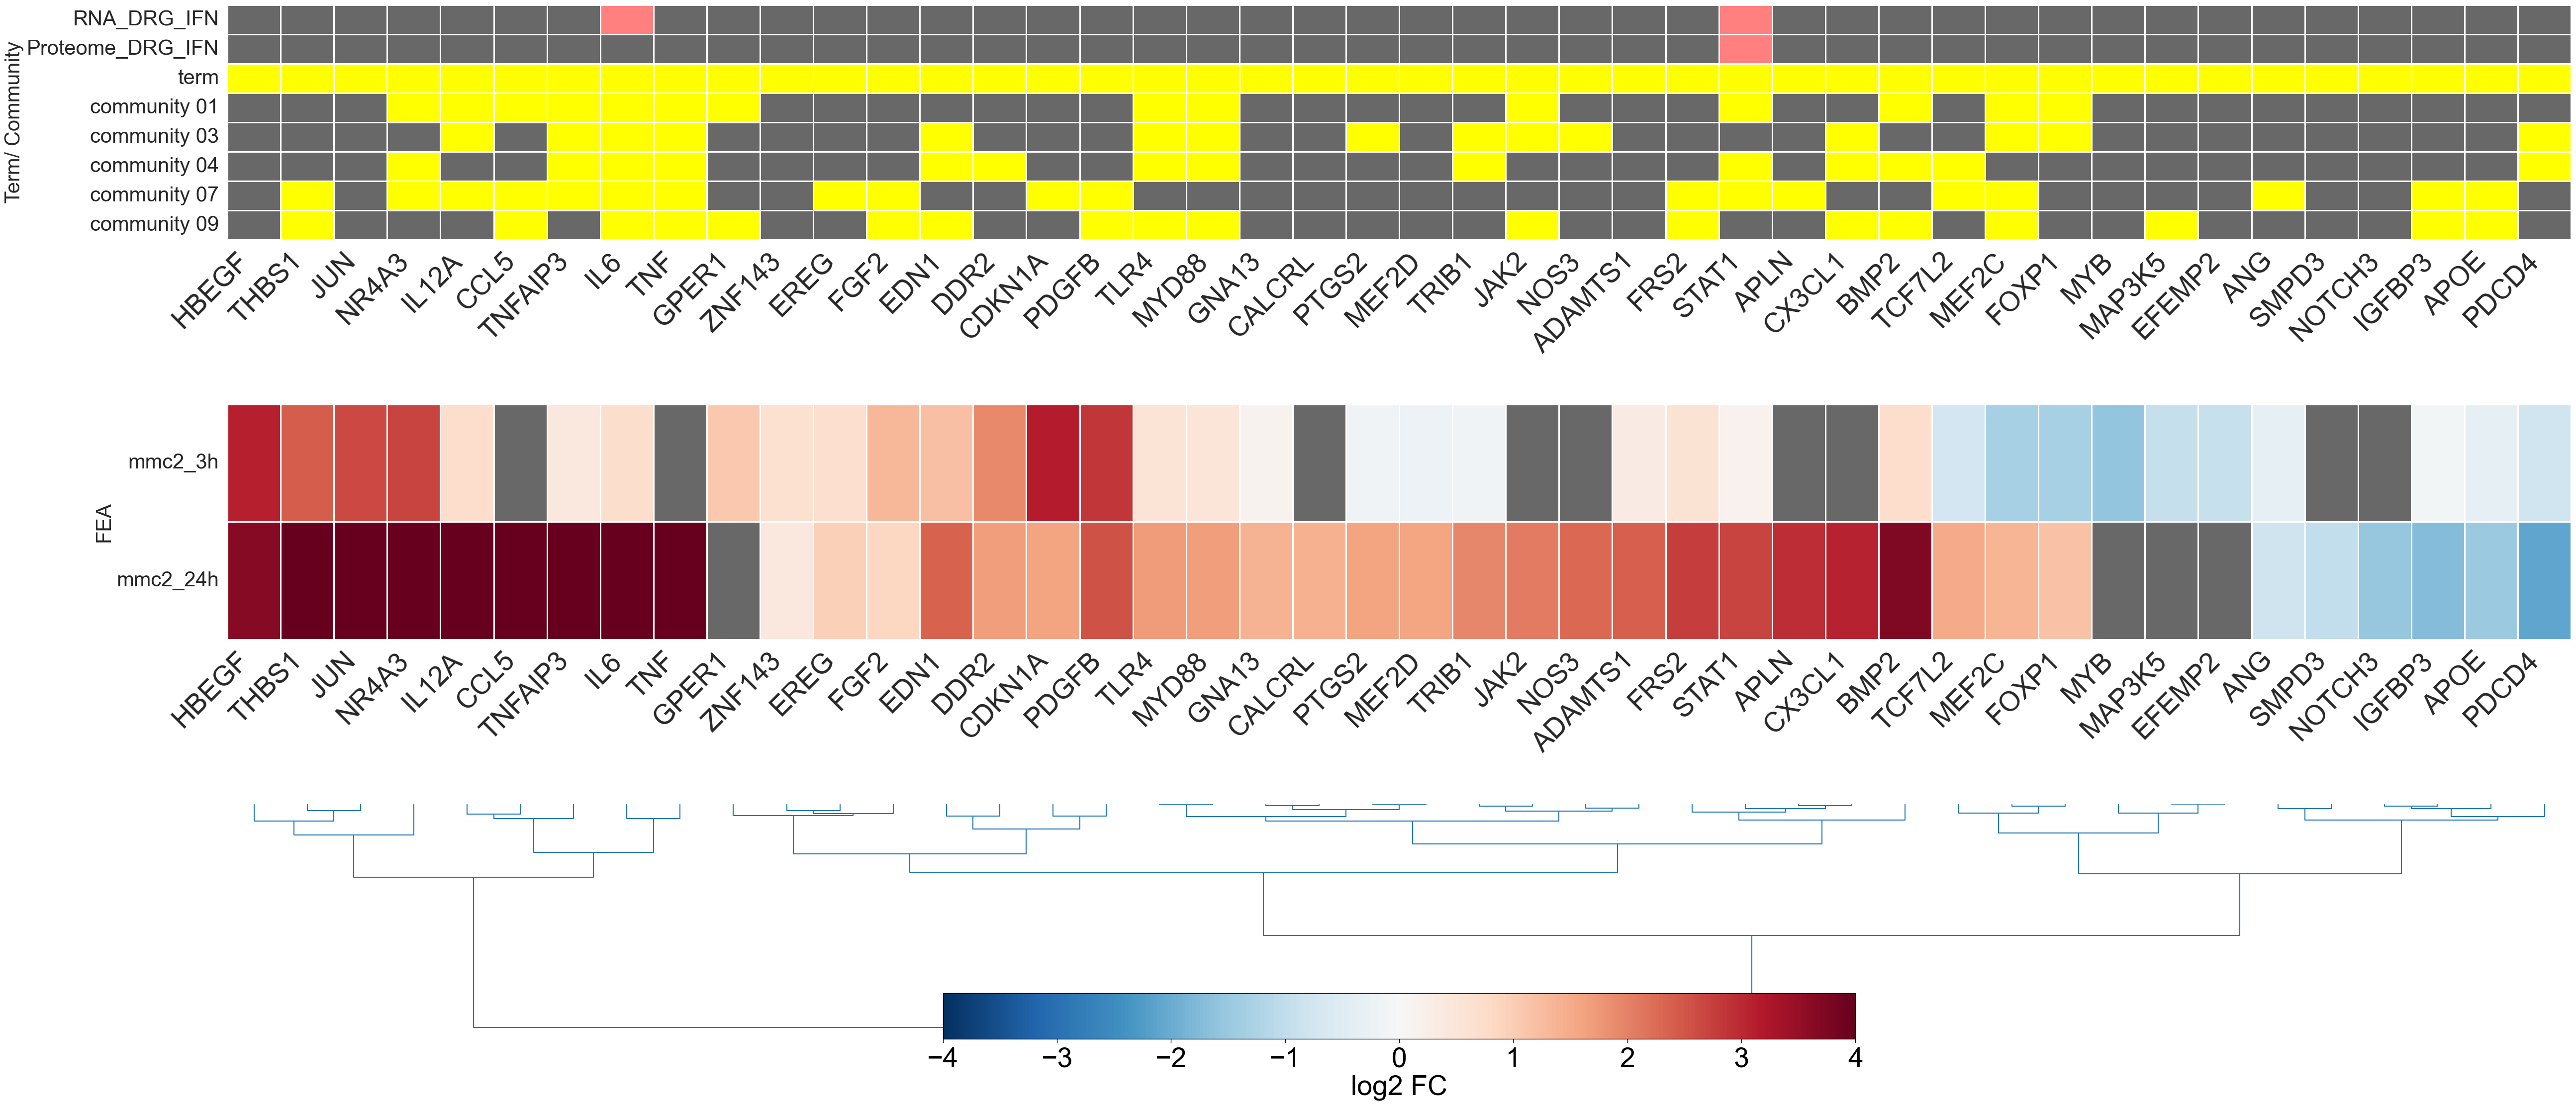 Term/ Community
RNA_DRG_IFN
Proteome_DRG_IFN
term
community 01
community 03
community 04
community 07
community 09
HBEGF THBS1 JUN NR4A3 IL12A CCL5 TNFAIP3 IL6 TNF GPER1 ZNF143 EREG FGF2 EDN1 DDR2 CDKN1A PDGFB TLR4 MYD88 GNA13 CALCRL PTGS2 MEF2D TRIB1 JAK2 NOS3 ADAMTS1 FRS2 STAT1 APLN CX3CL1 BMP2 TCF7L2 MEF2C FOXP1 MYB MAP3K5 EFEMP2 ANG SMPD3 NOTCH3 IGFBP3 APOE PDCD4
FEA
mmc2_3h
mmc2_24h
HBEGF THBS1 JUN NR4A3 IL12A CCL5 TNFAIP3 IL6 TNF GPER1 ZNF143 EREG FGF2 EDN1 DDR2 CDKN1A PDGFB TLR4 MYD88 GNA13 CALCRL PTGS2 MEF2D TRIB1 JAK2 NOS3 ADAMTS1 FRS2 STAT1 APLN CX3CL1 BMP2 TCF7L2 MEF2C FOXP1 MYB MAP3K5 EFEMP2 ANG SMPD3 NOTCH3 IGFBP3 APOE PDCD4
−4 −3 −2 −1 0 1 2 3 4
log2 FC